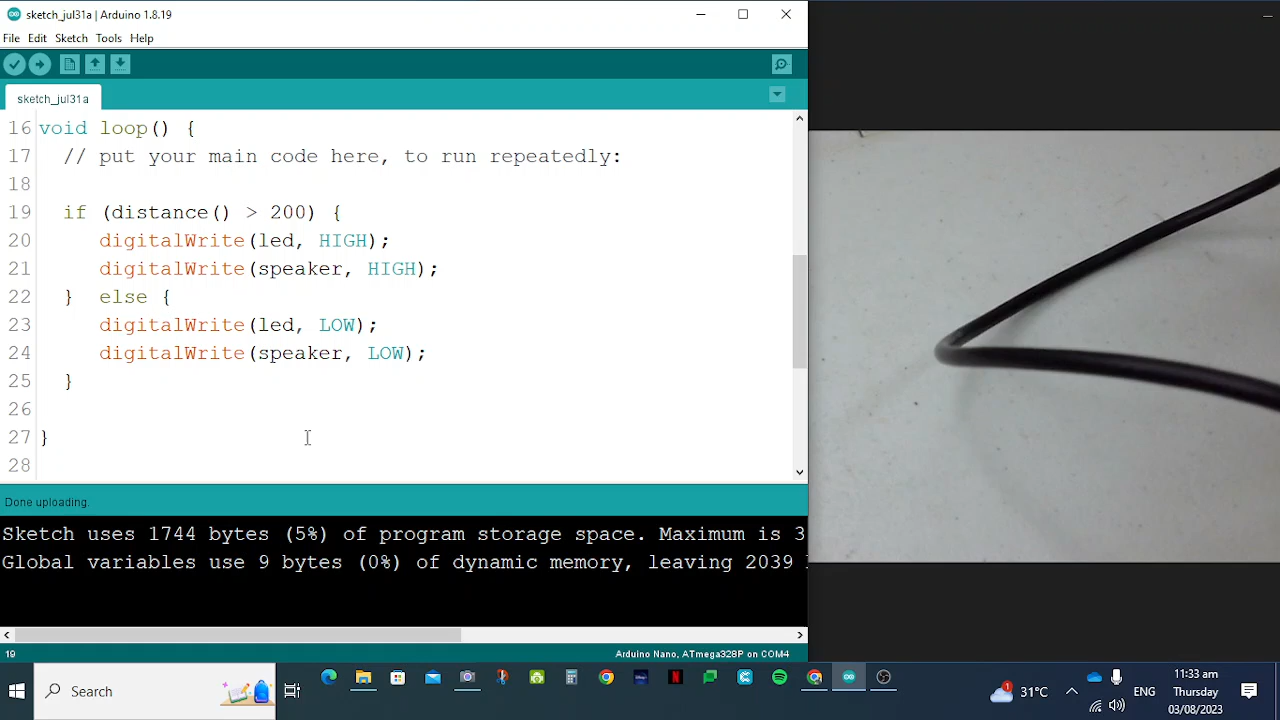 sketch_jul31a | Arduino 1.8.19
File Edit Sketch Tools Help
sketch_jul31a
16 void loop() {
17 // put your main code here, to run repeatedly:
18
19 if (distance() > 200) {
20 digitalWrite(led, HIGH);
21 digitalWrite(speaker, HIGH);
22 } else {
23 digitalWrite(led, LOW);
24 digitalWrite(speaker, LOW);
25 }
26
27 }
28
Done uploading.
Sketch uses 1744 bytes (5%) of program storage space. Maximum is 3
Global variables use 9 bytes (0%) of dynamic memory, leaving 2039
19 Arduino Nano, ATmega328P on COM4
Search
1 31°C ENG
11:33 am
Thursday
03/08/2023